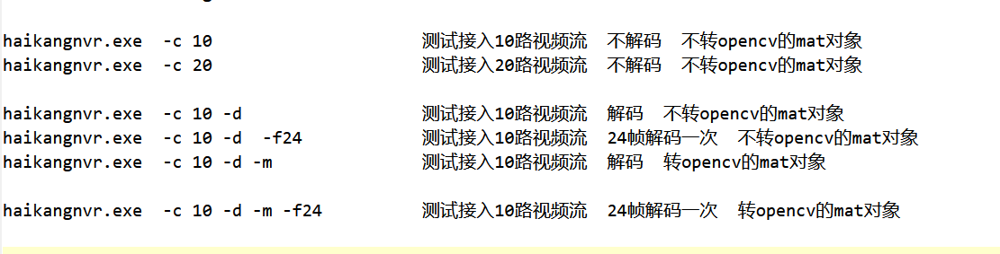 haikangnvr.exe  -c 10                    测试接入10路视频流  不解码  不转opencv的mat对象
haikangnvr.exe  -c 20                    测试接入20路视频流  不解码  不转opencv的mat对象
haikangnvr.exe  -c 10 -d                 测试接入10路视频流  解码  不转opencv的mat对象
haikangnvr.exe  -c 10 -d  -f24           测试接入10路视频流  24帧解码一次  不转opencv的mat对象
haikangnvr.exe  -c 10 -d -m              测试接入10路视频流  解码  转opencv的mat对象
haikangnvr.exe  -c 10 -d -m -f24         测试接入10路视频流  24帧解码一次  转opencv的mat对象